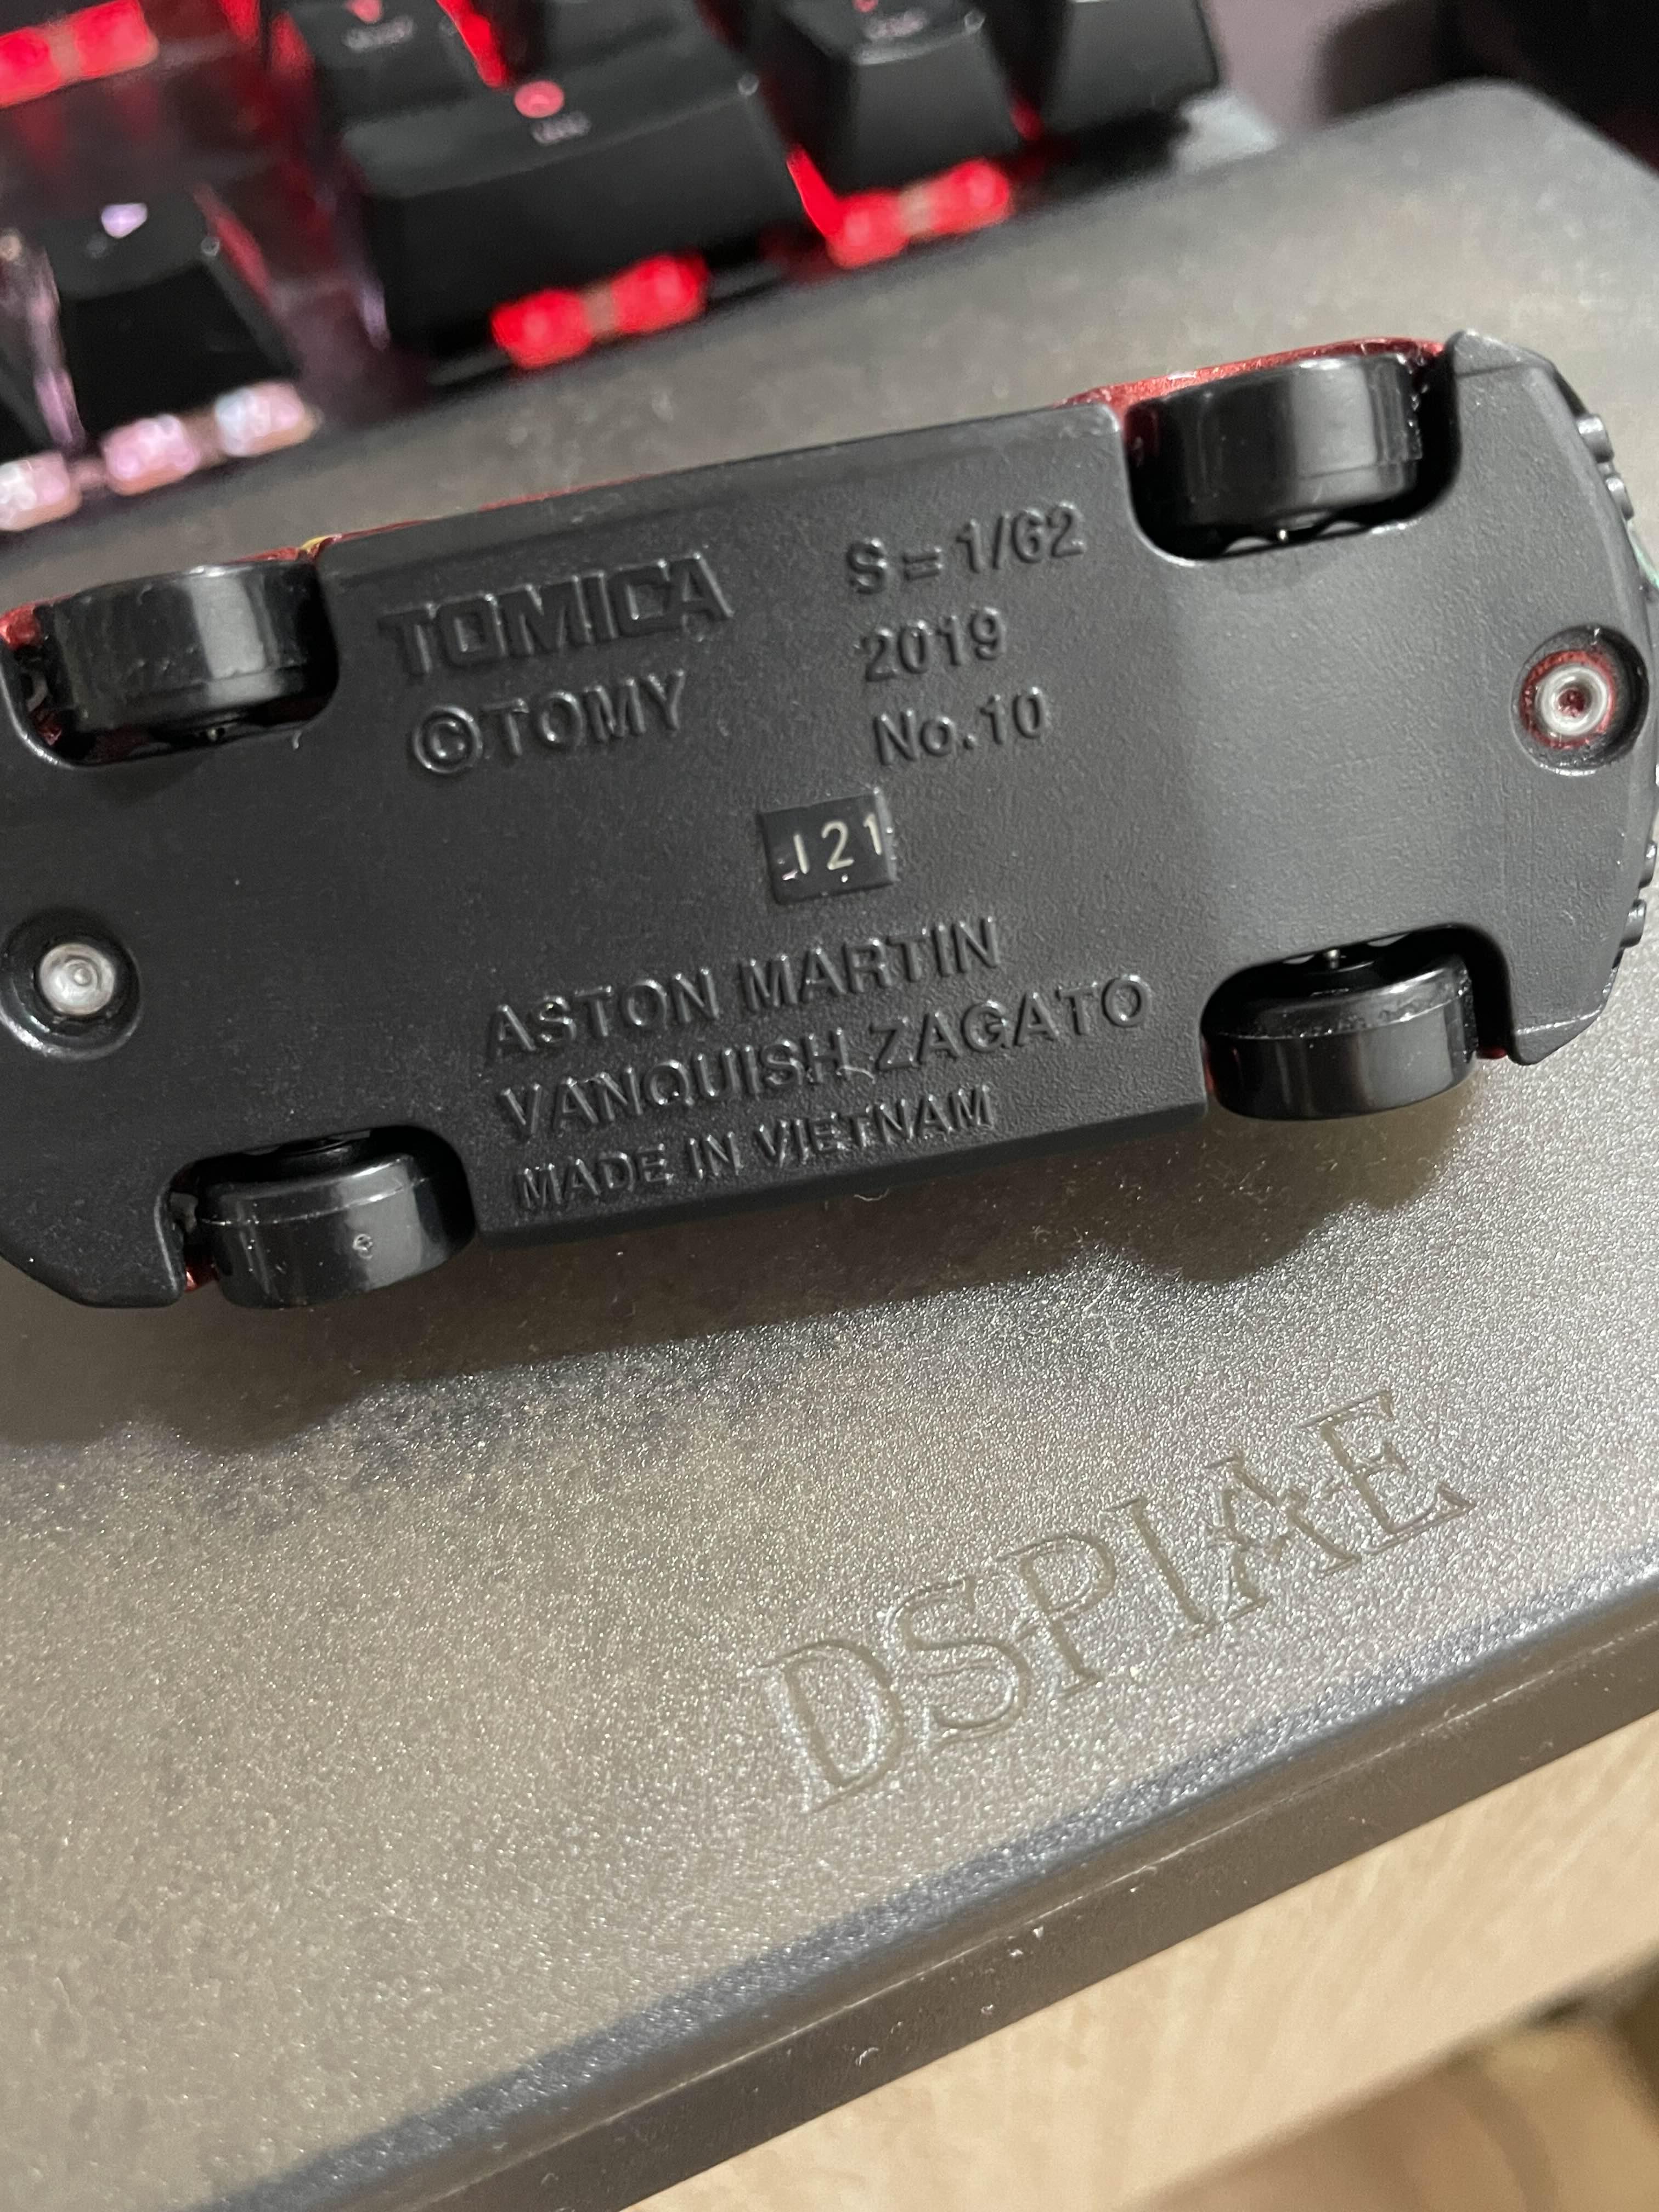 TOMICA
©TOMY
S=1/62
2019
No.10
121
ASTON MARTIN
VANQUISH ZAGATO
MADE IN VIETNAM
DSPIAE